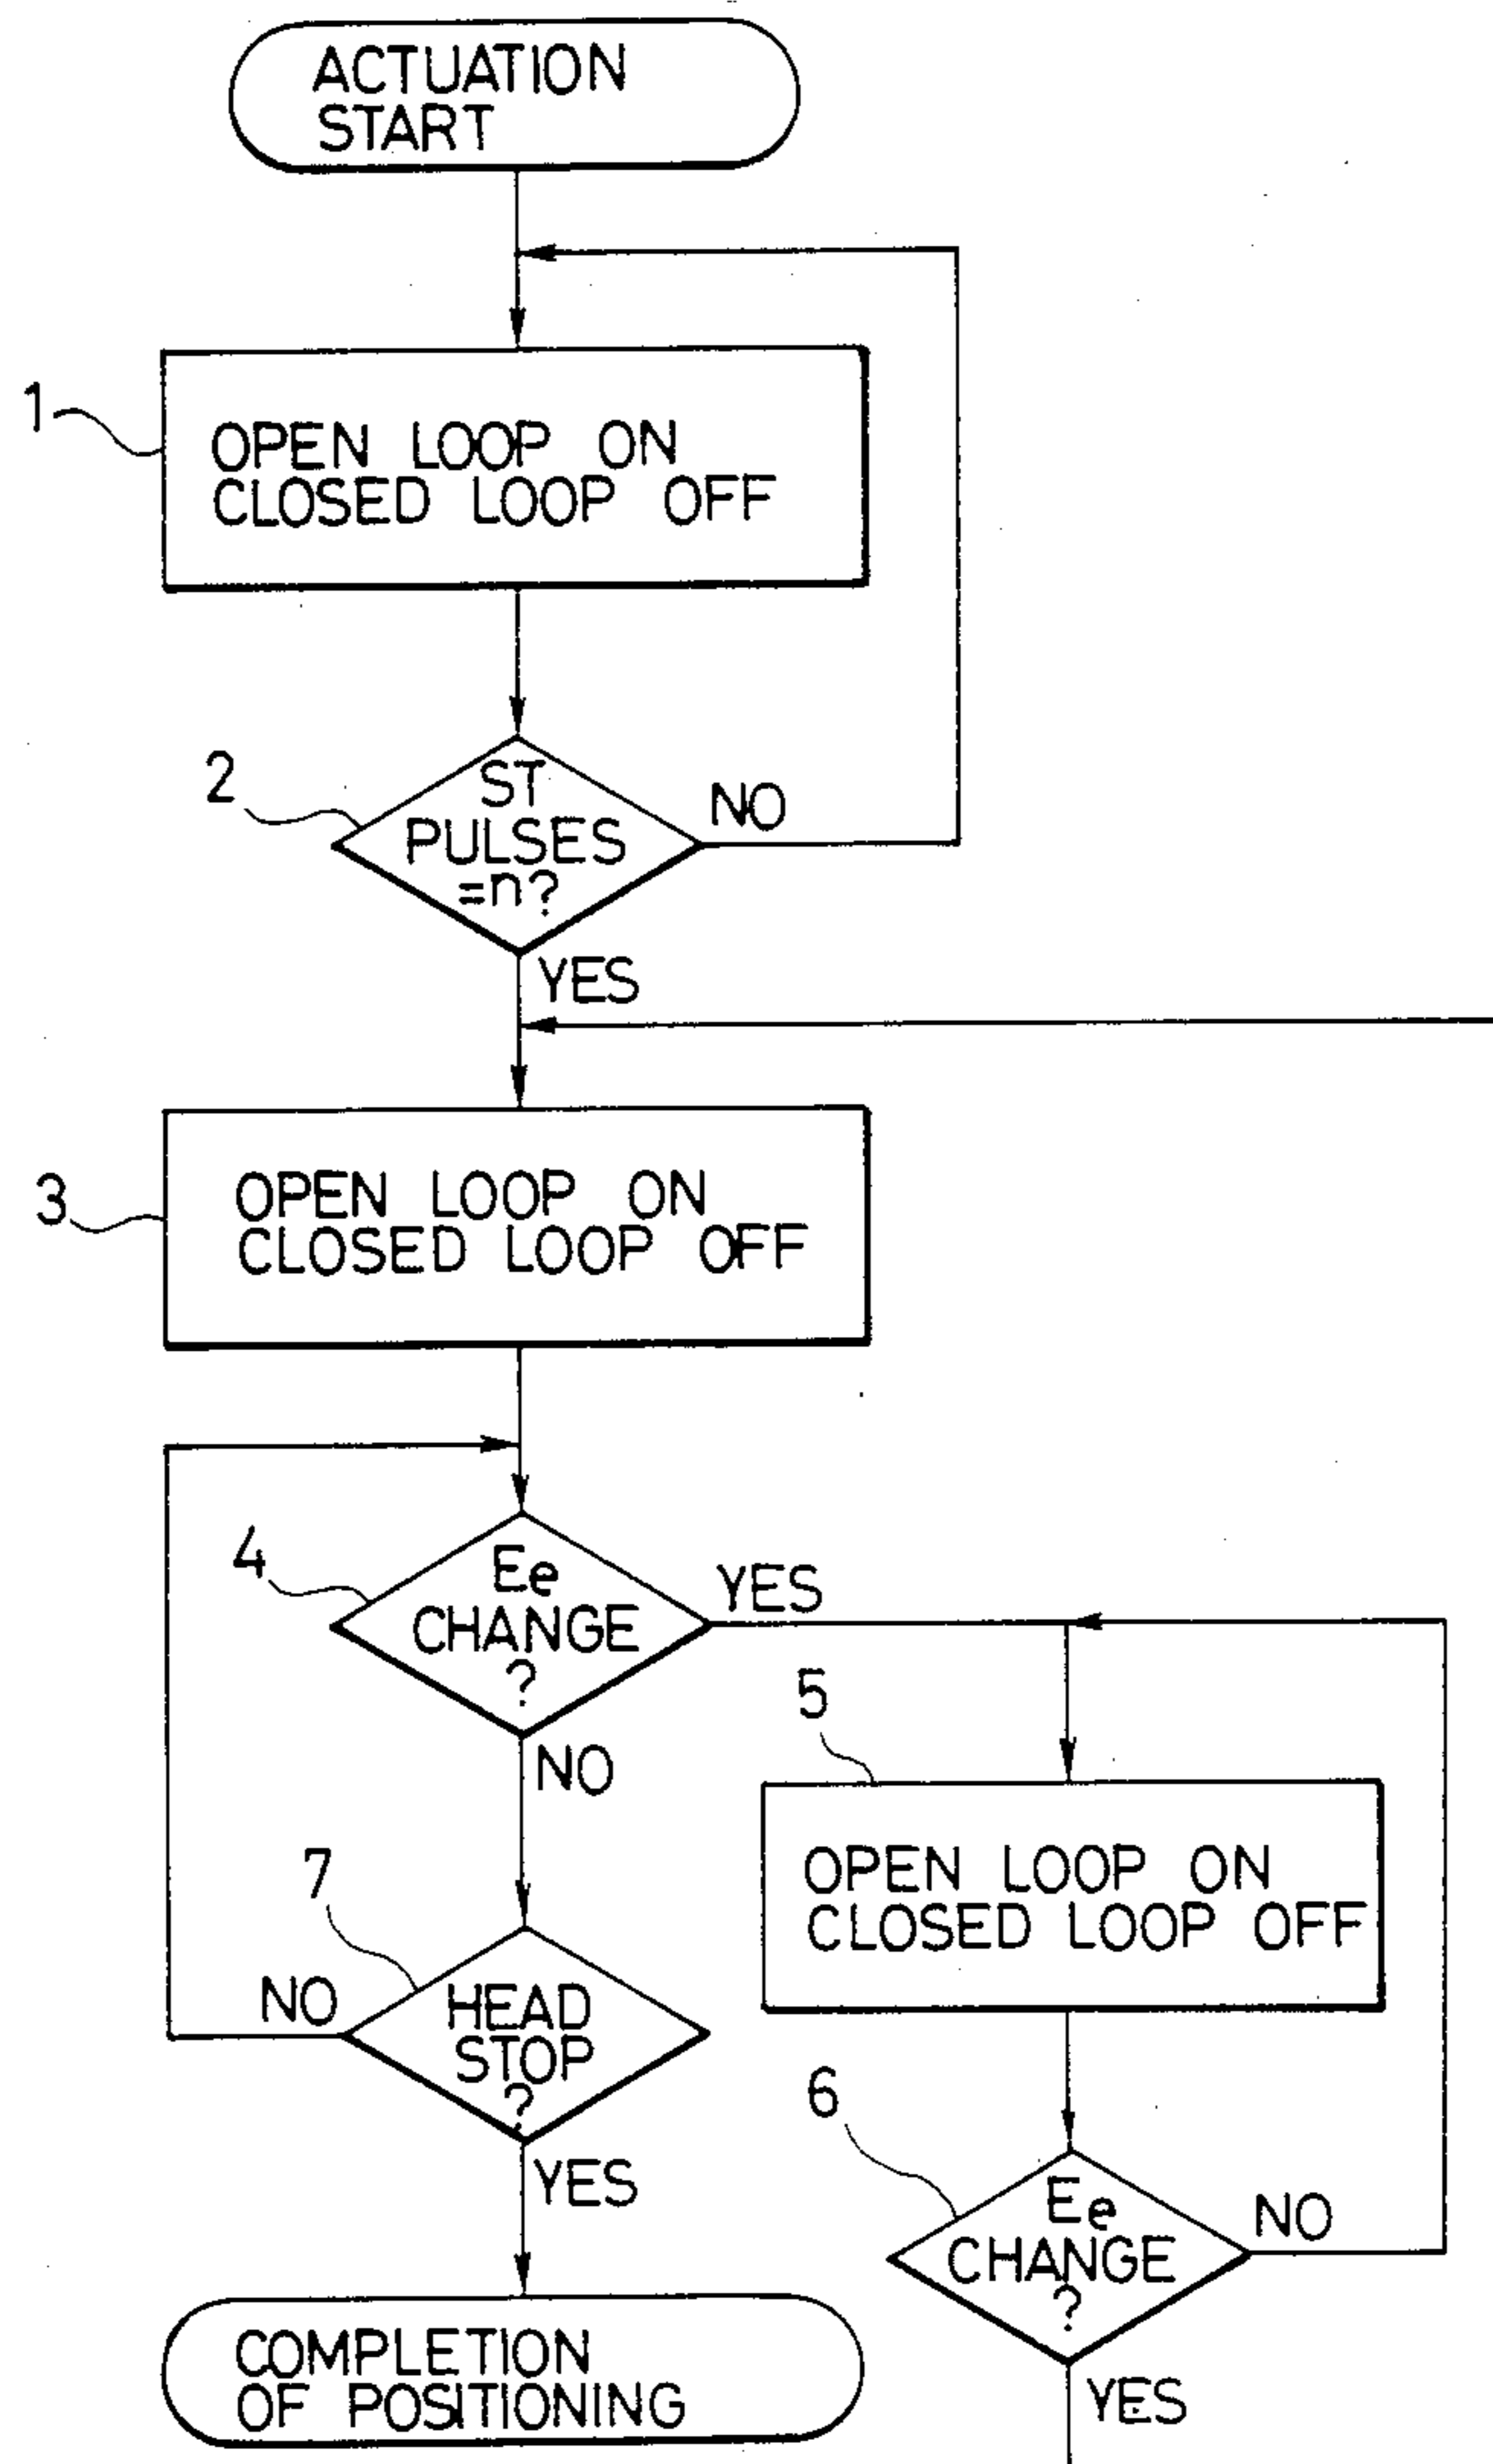 ACTUATION
START
1
OPEN LOOP ON
CLOSED LOOP OFF
2
ST
PULSES
=n?
NO
YES
3
OPEN LOOP ON
CLOSED LOOP OFF
4
Ee
CHANGE
?
YES
NO
5
OPEN LOOP ON
CLOSED LOOP OFF
7
HEAD
STOP
?
NO
YES
6
Ee
CHANGE
?
NO
YES
COMPLETION
OF POSITIONING